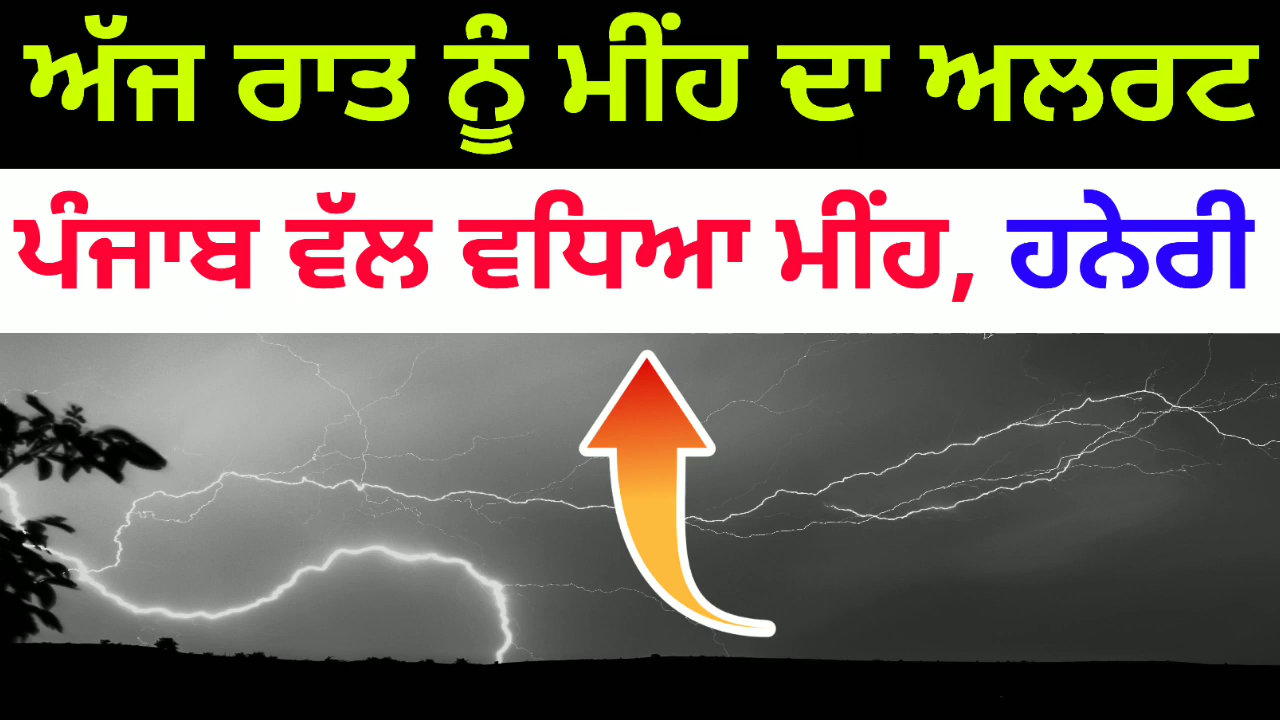 ਅੱਜ ਰਾਤ ਨੂੰ ਮੀਂਹ ਦਾ ਅਲਰਟ
ਪੰਜਾਬ ਵੱਲ ਵਧਿਆ ਮੀਂਹ, ਹਨੇਰੀ